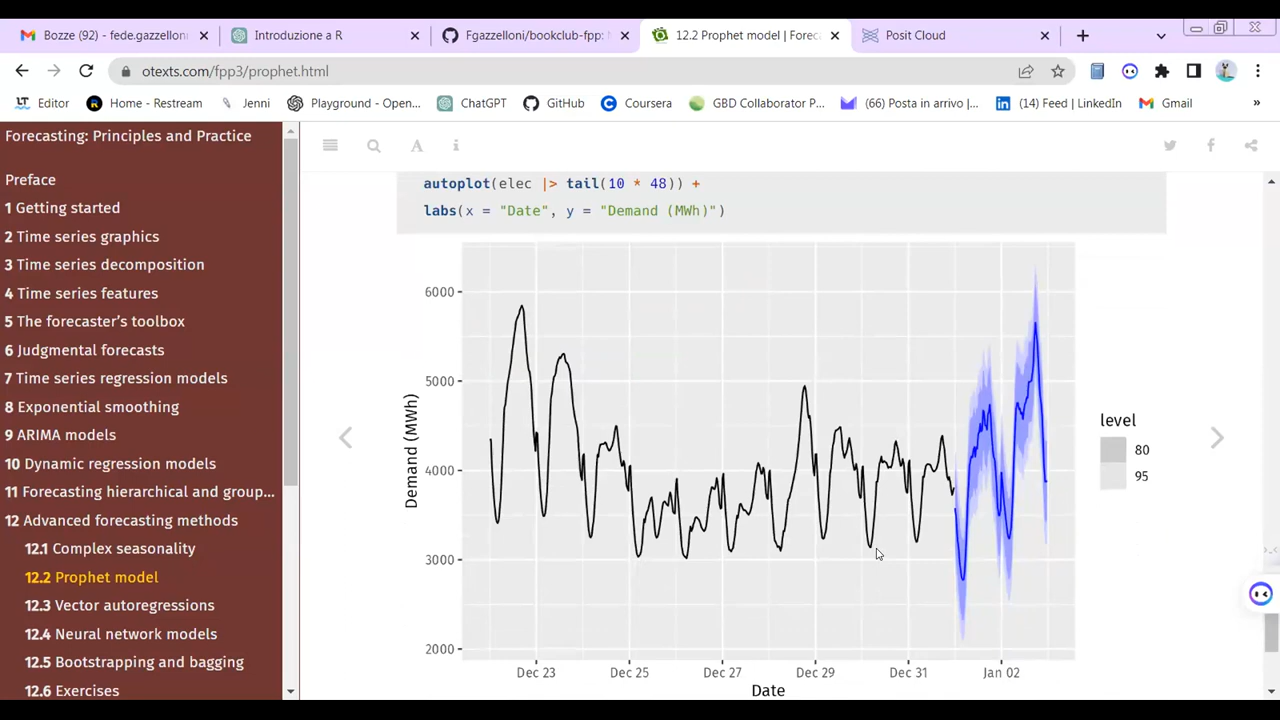 Bozze (92) - fede.gazzelloni
Introduzione a R
Fgazzelloni/bookclub-fpp:
12.2 Prophet model | Foreca
Posit Cloud
otexts.com/fpp3/prophet.html
Editor
Home - Restream
Jenni
Playground - Open...
ChatGPT
GitHub
Coursera
GBD Collaborator P...
(66) Posta in arrivo [...
(14) Feed | LinkedIn
Gmail
»
Forecasting: Principles and Practice
Preface
1 Getting started
2 Time series graphics
3 Time series decomposition
4 Time series features
5 The forecaster’s toolbox
6 Judgmental forecasts
7 Time series regression models
8 Exponential smoothing
9 ARIMA models
10 Dynamic regression models
11 Forecasting hierarchical and group...
12 Advanced forecasting methods
12.1 Complex seasonality
12.2 Prophet model
12.3 Vector autoregressions
12.4 Neural network models
12.5 Bootstrapping and bagging
12.6 Exercises
autoplot(elec |> tail(10 * 48)) +
labs(x = "Date", y = "Demand (MWh)")
6000
5000
4000
3000
2000
Demand (MWh)
Dec 23
Dec 25
Dec 27
Dec 29
Dec 31
Jan 02
Date
level
80
95